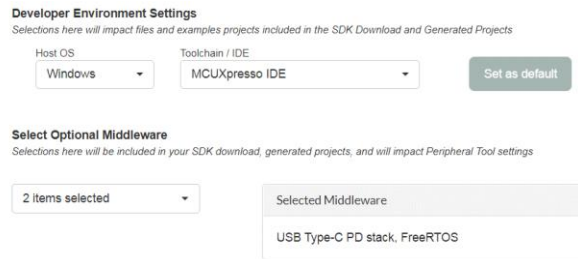 Developer Environment Settings
Selections here will impact files and examples projects included in the SDK Download and Generated Projects
Host OS
Toolchain / IDE
Windows
MCUXpresso IDE
Set as default
Select Optional Middleware
Selections here will be included in your SDK download, generated projects, and will impact Peripheral Tool settings
2 items selected
Selected Middleware
USB Type-C PD stack, FreeRTOS